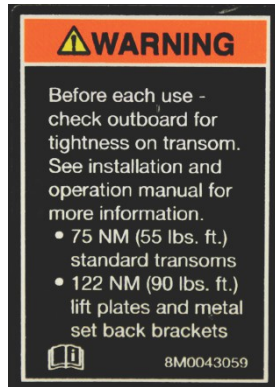 WARNING
Before each use -
check outboard for
tightness on transom.
See installation and
operation manual for
more information.
• 75 NM (55 lbs. ft.)
standard transoms
• 122 NM (90 lbs. ft.)
lift plates and metal
set back brackets
8M0043059